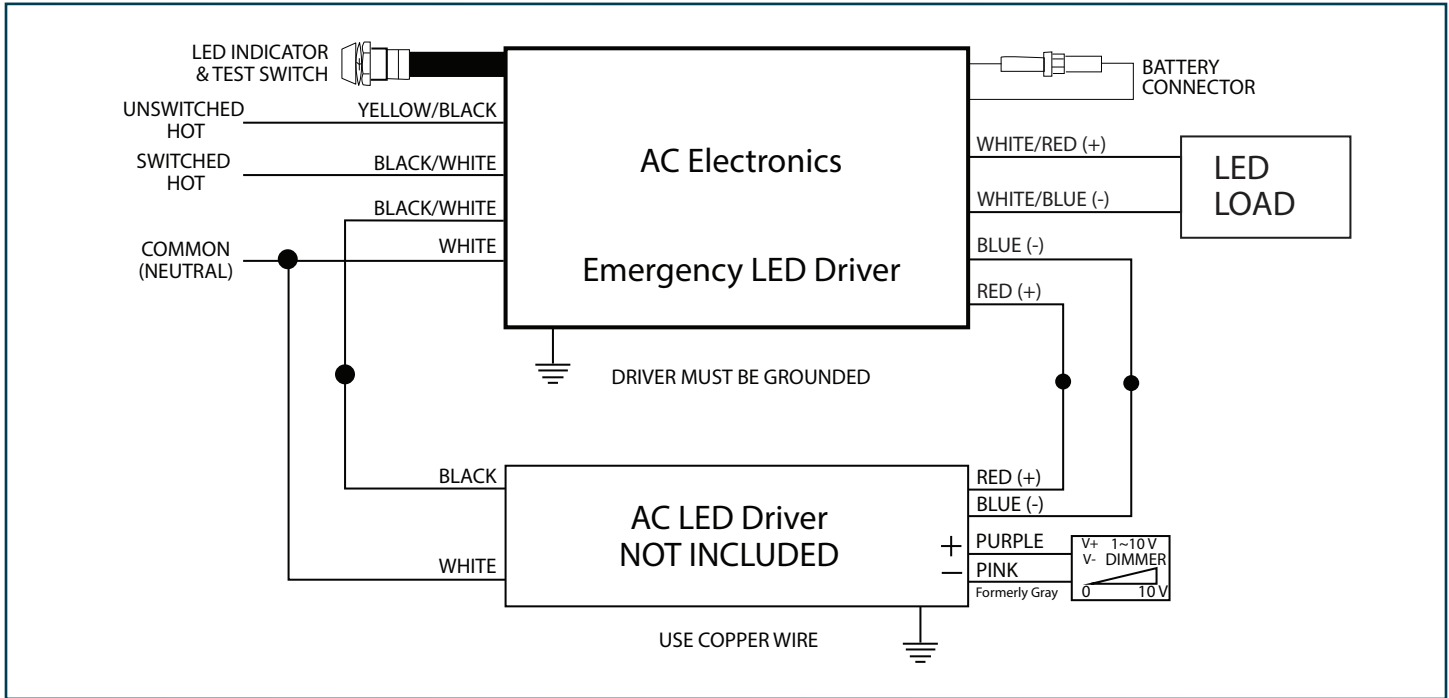 LED INDICATOR
& TEST SWITCH
UNSWITCHED
HOT
YELLOW/BLACK
SWITCHED
HOT
BLACK/WHITE
BLACK/WHITE
COMMON
(NEUTRAL)
WHITE
AC Electronics
Emergency LED Driver
BATTERY
CONNECTOR
WHITE/RED (+)
WHITE/BLUE (-)
LED
LOAD
BLUE (-)
RED (+)
DRIVER MUST BE GROUNDED
BLACK
WHITE
AC LED Driver
NOT INCLUDED
RED (+)
BLUE (-)
+ PURPLE
− PINK
Formerly Gray
V+ 1~10 V
V- DIMMER
0 10 V
USE COPPER WIRE